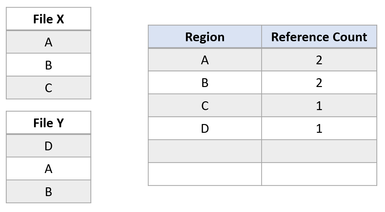 File X
A
B
C
File Y
D
A
B
Region Reference Count
A 2
B 2
C 1
D 1